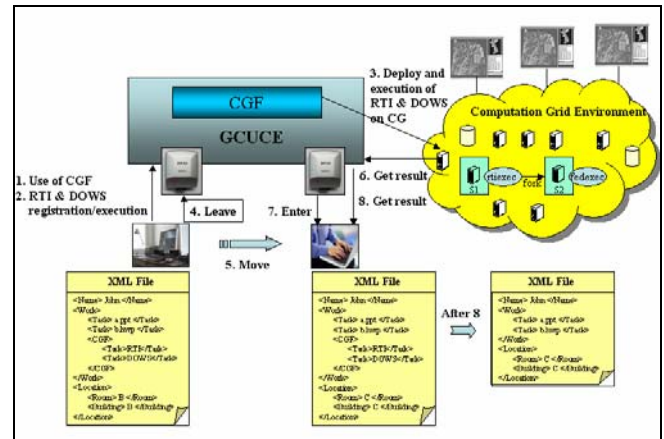 3. Deploy and
execution of
RTI & DOWS
on CG
CGF
GCUCE
Computation Grid Environment
rtiexec
fork
fedexec
S1
S2
1. Use of CGF
2. RTI & DOWS
registration/execution
4. Leave
7. Enter
6. Get result
8. Get result
5. Move
XML File
<Name> John </Name>
<Work>
<Task> a.ppt </Task>
<Task> b.hwp </Task>
<CGF>
<Task>RTI</Task>
<Task>DOWS</Task>
</CGF>
</Work>
<Location>
<Room> B </Room>
<Building> D </Building>
</Location>
XML File
<Name> John </Name>
<Work>
<Task> a.ppt </Task>
<Task> b.hwp </Task>
<CGF>
<Task>RTI</Task>
<Task>DOWS</Task>
</CGF>
</Work>
<Location>
<Room> C </Room>
<Building> C </Building>
</Location>
After 8
XML File
<Name> John </Name>
<Work>
<Task> a.ppt </Task>
<Task> b.hwp </Task>
</Work>
<Location>
<Room> C </Room>
<Building> C </Building>
</Location>